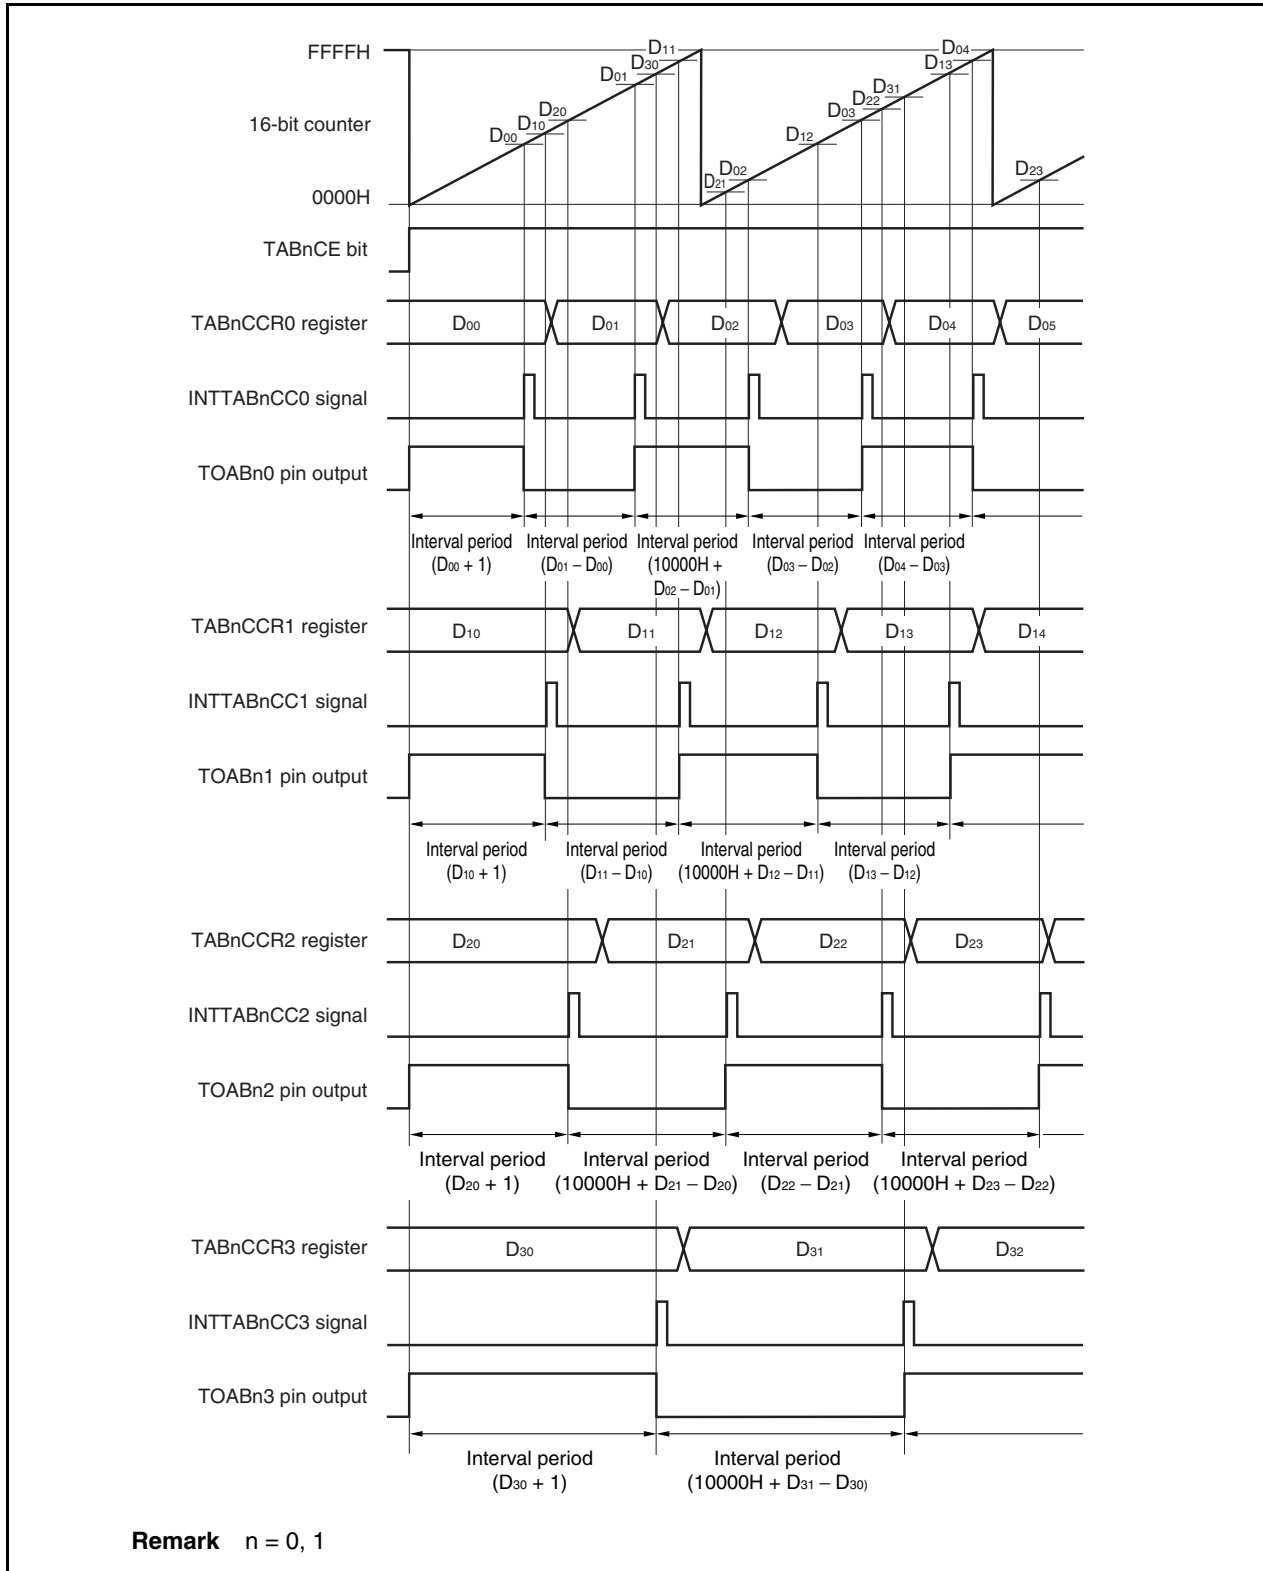 FFFFH
16-bit counter
0000H
D00
D10
D20
D01
D30
D11
D21
D02
D12
D03
D22
D31
D13
D04
D23
TABnCE bit
TABnCCR0 register
D00 D01 D02 D03 D04 D05
INTTABnCC0 signal
TOABn0 pin output
Interval period
(D00 + 1)
Interval period
(D01 – D00)
Interval period
(10000H +
D02 – D01)
Interval period
(D03 – D02)
Interval period
(D04 – D03)
TABnCCR1 register
D10 D11 D12 D13 D14
INTTABnCC1 signal
TOABn1 pin output
Interval period
(D10 + 1)
Interval period
(D11 – D10)
Interval period
(10000H + D12 – D11)
Interval period
(D13 – D12)
TABnCCR2 register
D20 D21 D22 D23
INTTABnCC2 signal
TOABn2 pin output
Interval period
(D20 + 1)
Interval period
(10000H + D21 – D20)
Interval period
(D22 – D21)
Interval period
(10000H + D23 – D22)
TABnCCR3 register
D30 D31 D32
INTTABnCC3 signal
TOABn3 pin output
Interval period
(D30 + 1)
Interval period
(10000H + D31 – D30)
Remark n = 0, 1